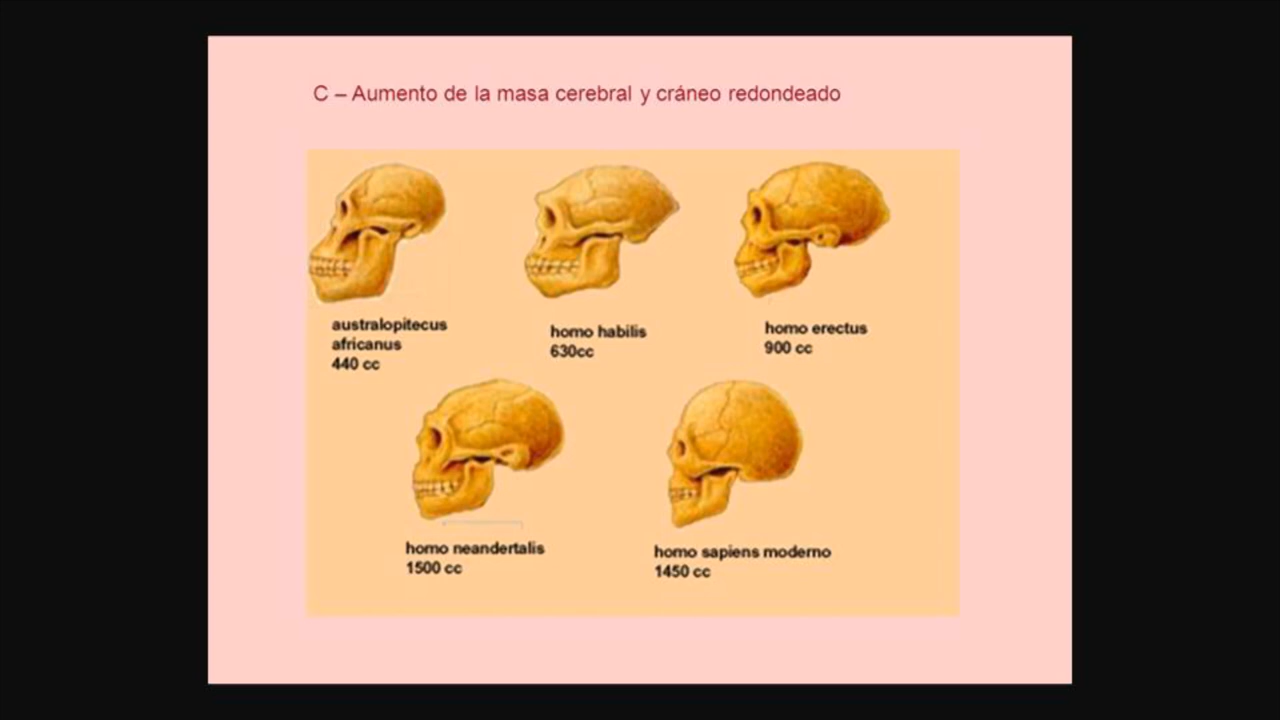 C – Aumento de la masa cerebral y cráneo redondeado
australopitecus
africanus
440 cc
homo habilis
630cc
homo erectus
900 cc
homo neandertalis
1500 cc
homo sapiens moderno
1450 cc